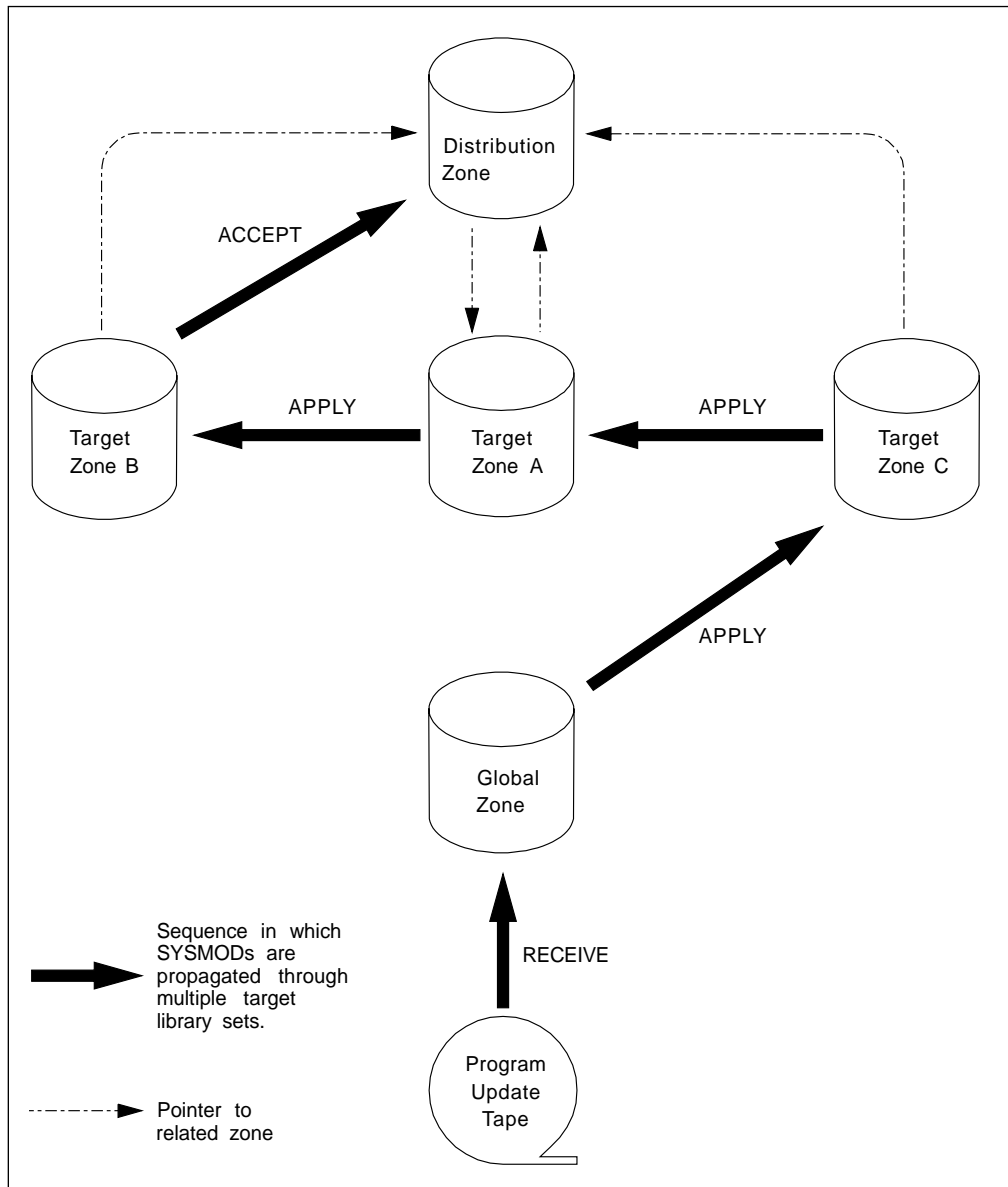 Distribution
Zone
ACCEPT
APPLY
APPLY
Target
Zone B
Target
Zone A
Target
Zone C
APPLY
Global
Zone
Sequence in which
SYSMODs are
propagated through
multiple target
library sets.
RECEIVE
Program
Update
Tape
Pointer to
related zone